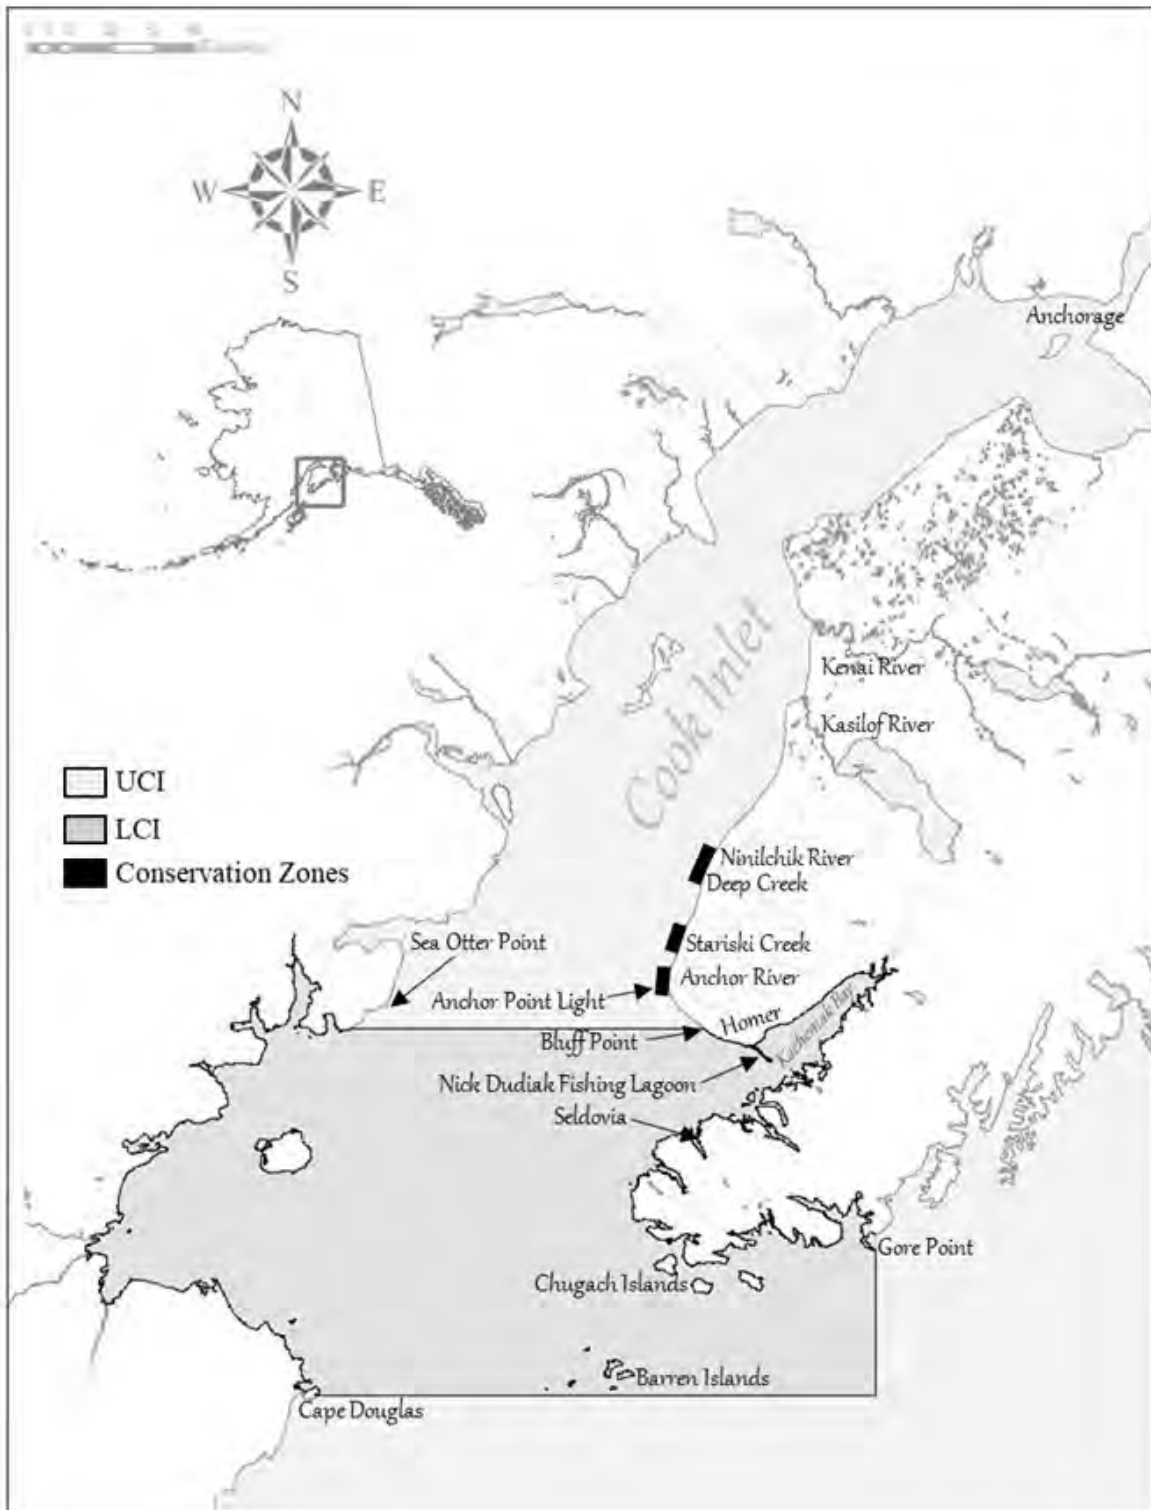 N
W E
S
Anchorage
Cook Inlet
Kenai River
Kasilof River
UCI
LCI
Conservation Zones
Ninilchik River
Deep Creek
Sea Otter Point
Stariski Creek
Anchor River
Anchor Point Light
Homer
Kachemak Bay
Bluff Point
Nick Dudiak Fishing Lagoon
Seldovia
Gore Point
Chugach Islands
Barren Islands
Cape Douglas